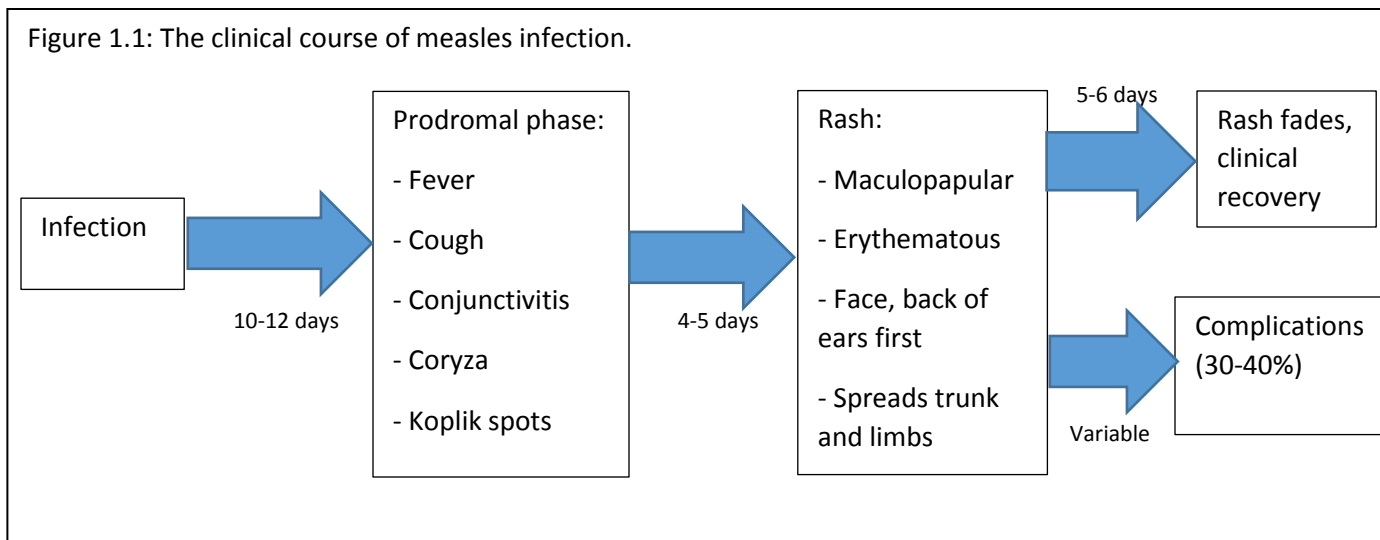 Figure 1.1: The clinical course of measles infection.
Infection
10-12 days
Prodromal phase:
- Fever
- Cough
- Conjunctivitis
- Coryza
- Koplik spots
4-5 days
Rash:
- Maculopapular
- Erythematous
- Face, back of
ears first
- Spreads trunk
and limbs
5-6 days
Rash fades,
clinical
recovery
Variable
Complications
(30-40%)